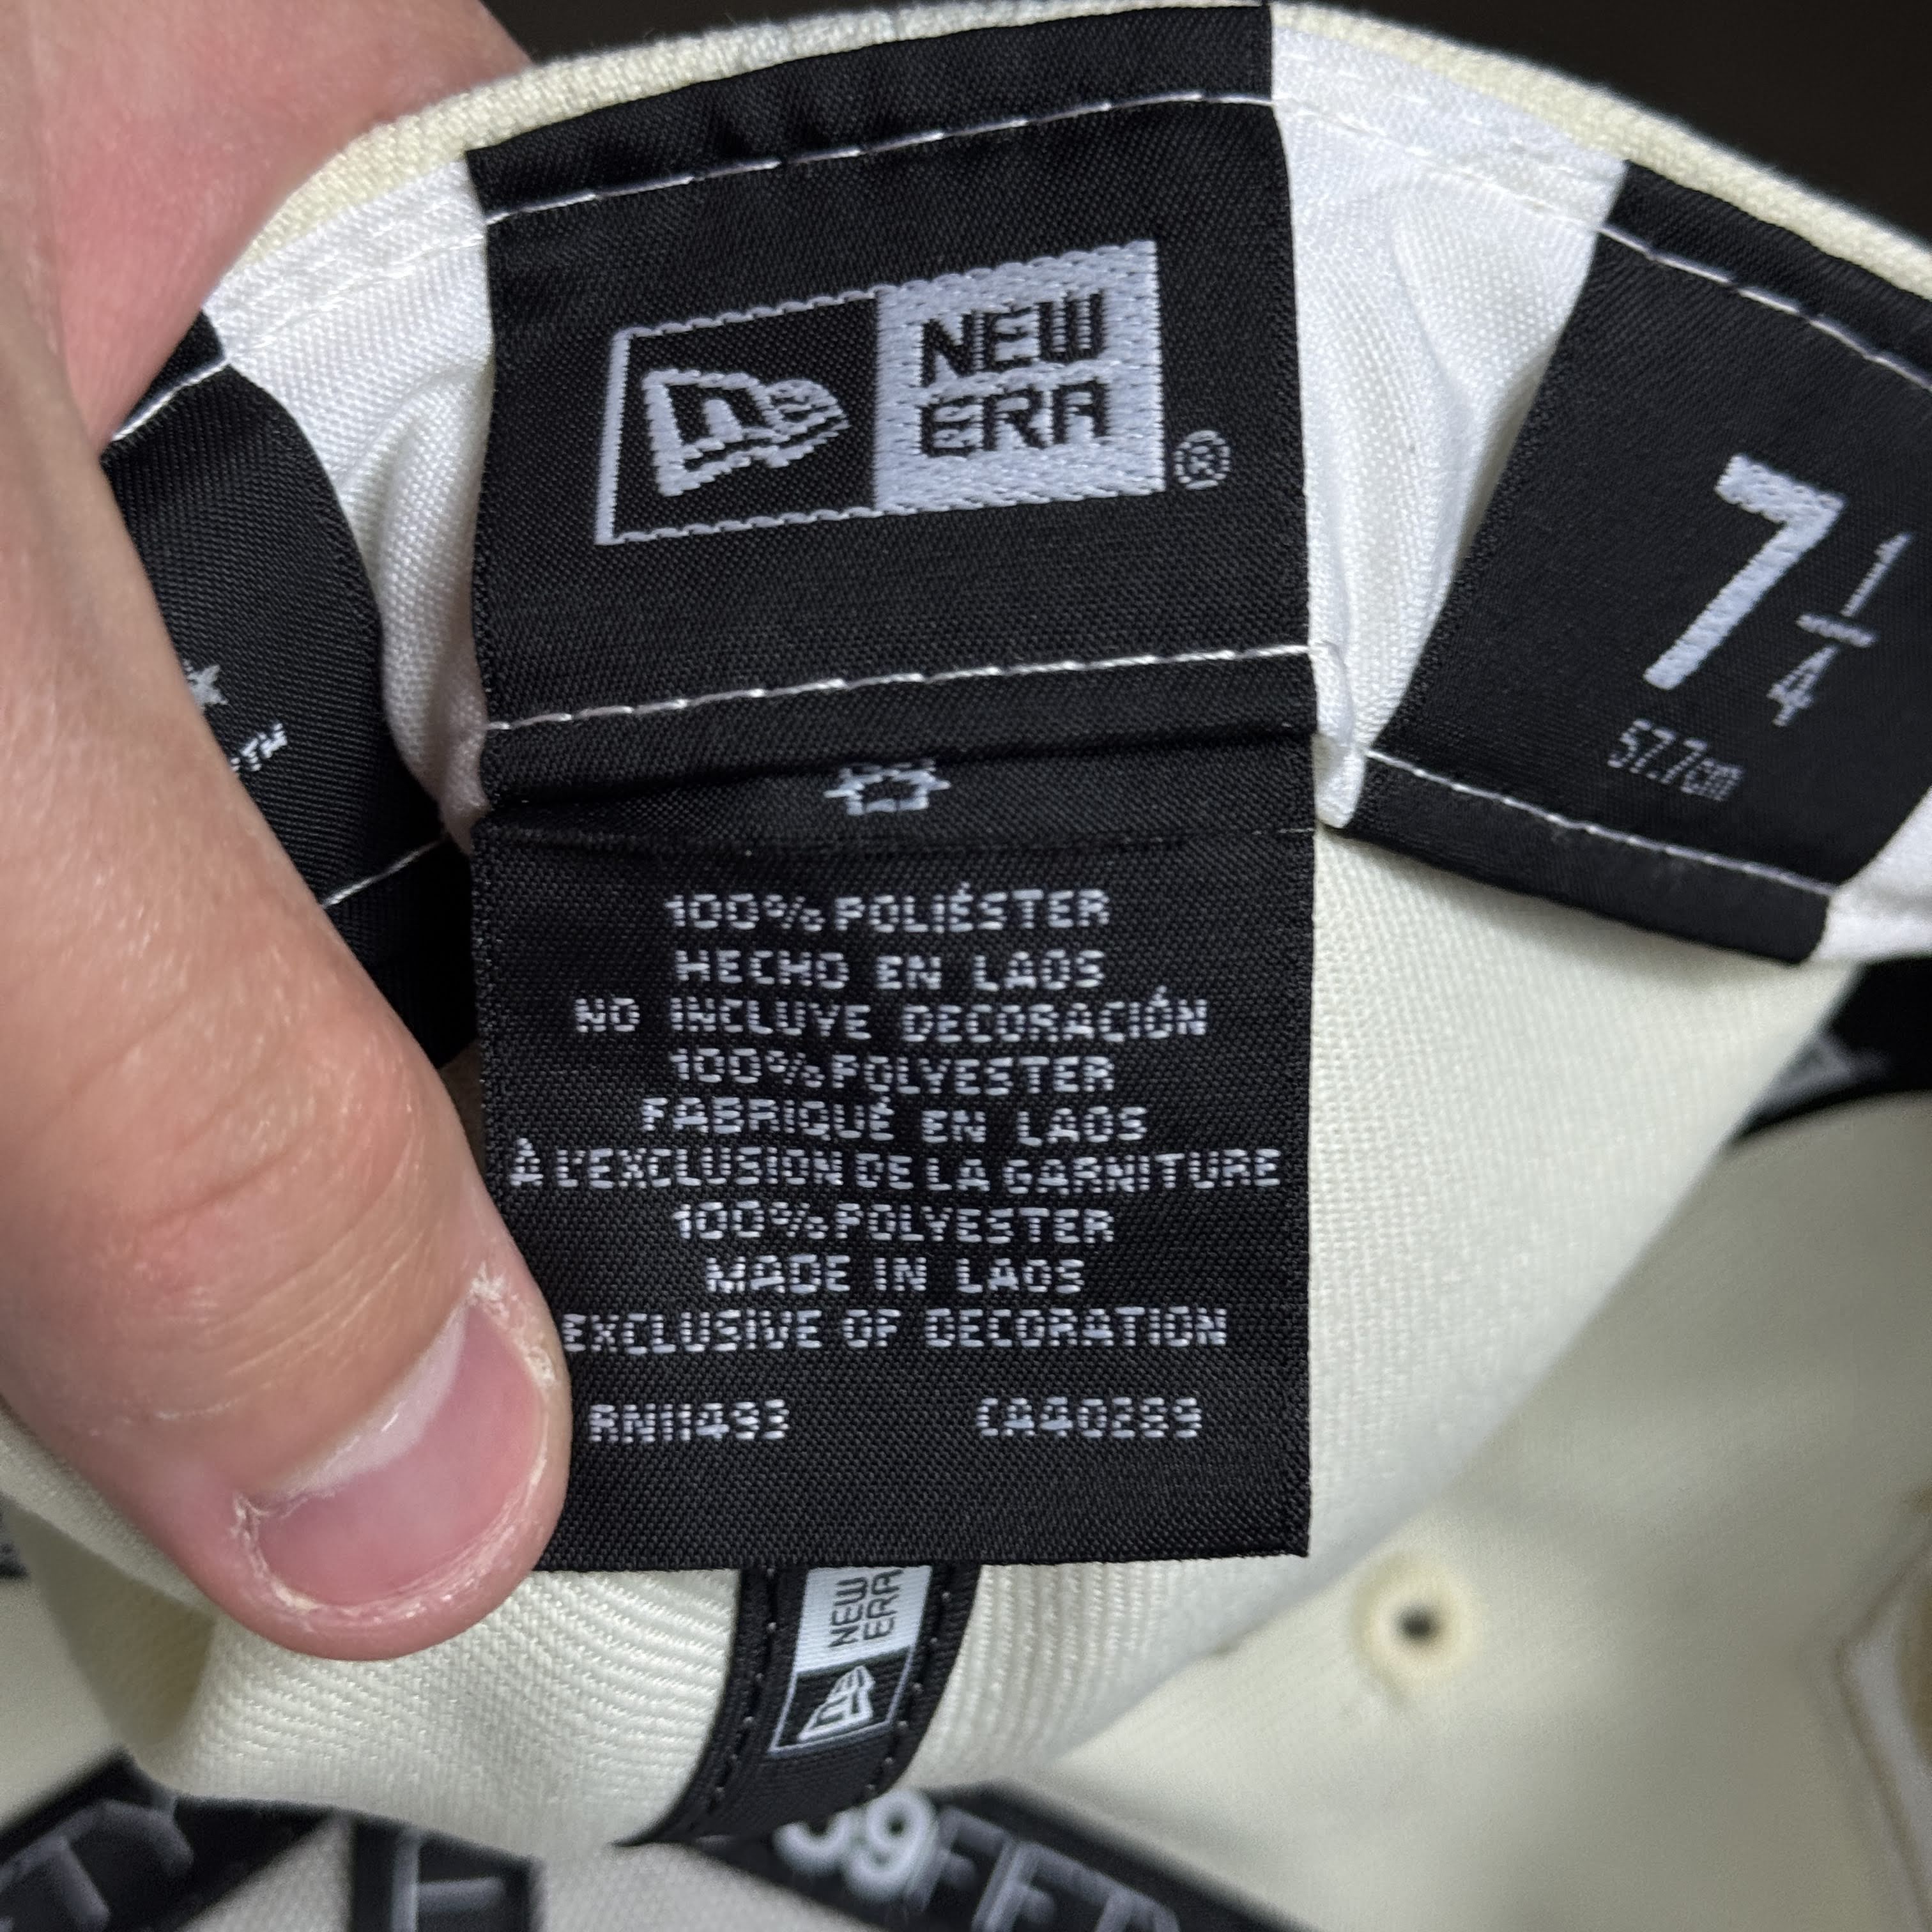 NEW
ERA
®
7 1/4
57.7cm
100% POLIÉSTER
HECHO EN LAOS
NO INCLUYE DECORACIÓN
100% POLYESTER
FABRIQUÉ EN LAOS
À L'EXCLUSION DE LA GARNITURE
100% POLYESTER
MADE IN LAOS
EXCLUSIVE OF DECORATION
RN11493 CA40289
NEW
ERA